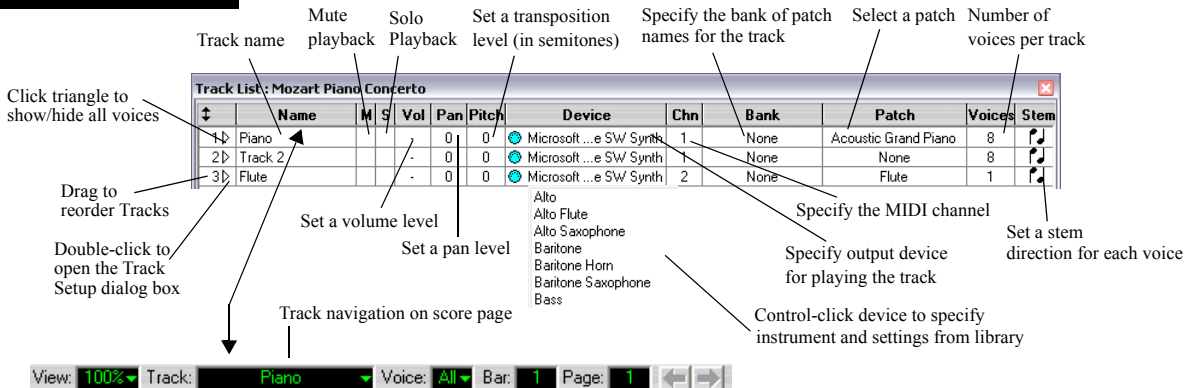 Mute
playback
Solo
Playback
Set a transposition
level (in semitones)
Specify the bank of patch
names for the track
Select a patch
Number of
voices per track
Track name
Click triangle to
show/hide all voices
Track List : Mozart Piano Concerto
Name M S Vol Pan Pitch Device Chn Bank Patch Voices Stem
1 Piano - 0 0 Microsoft ...e SW Synth 1 None Acoustic Grand Piano 8
2 Track 2 - 0 0 Microsoft ...e SW Synth 1 None None 8
3 Flute - 0 0 Microsoft ...e SW Synth 2 None Flute 1
Drag to
reorder Tracks
Double-click to
open the Track
Setup dialog box
Set a volume level
Set a pan level
Alto
Alto Flute
Alto Saxophone
Baritone
Baritone Horn
Baritone Saxophone
Bass
Specify the MIDI channel
Specify output device
for playing the track
Set a stem
direction for each voice
Control-click device to specify
instrument and settings from library
Track navigation on score page
View: 100% Track: Piano Voice: All Bar: 1 Page: 1